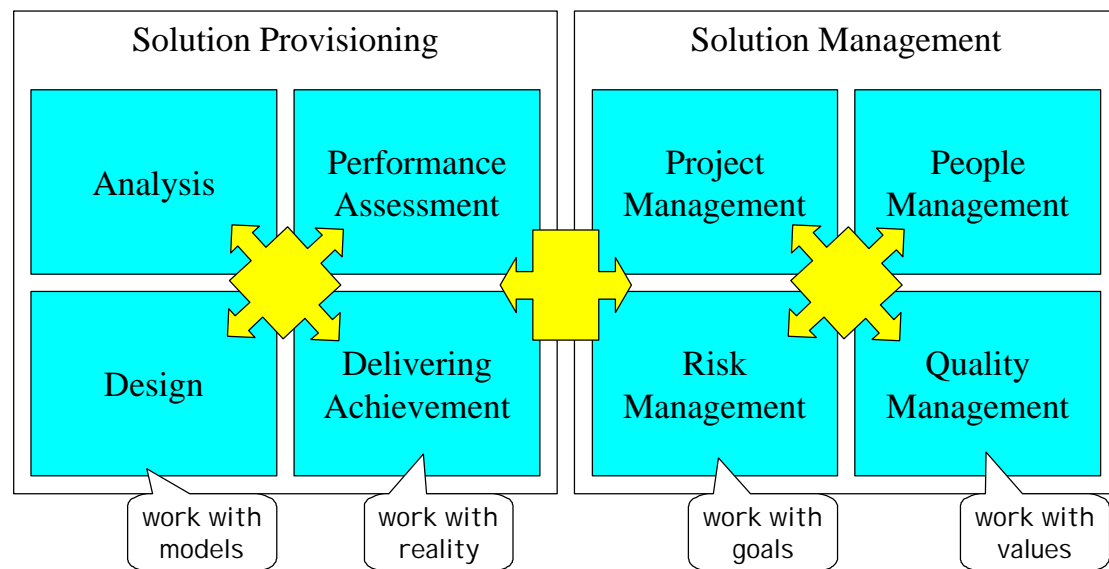 Solution Provisioning
Analysis
Performance
Assessment
Design
Delivering
Achievement
work with
models
work with
reality
Solution Management
Project
Management
People
Management
Risk
Management
Quality
Management
work with
goals
work with
values